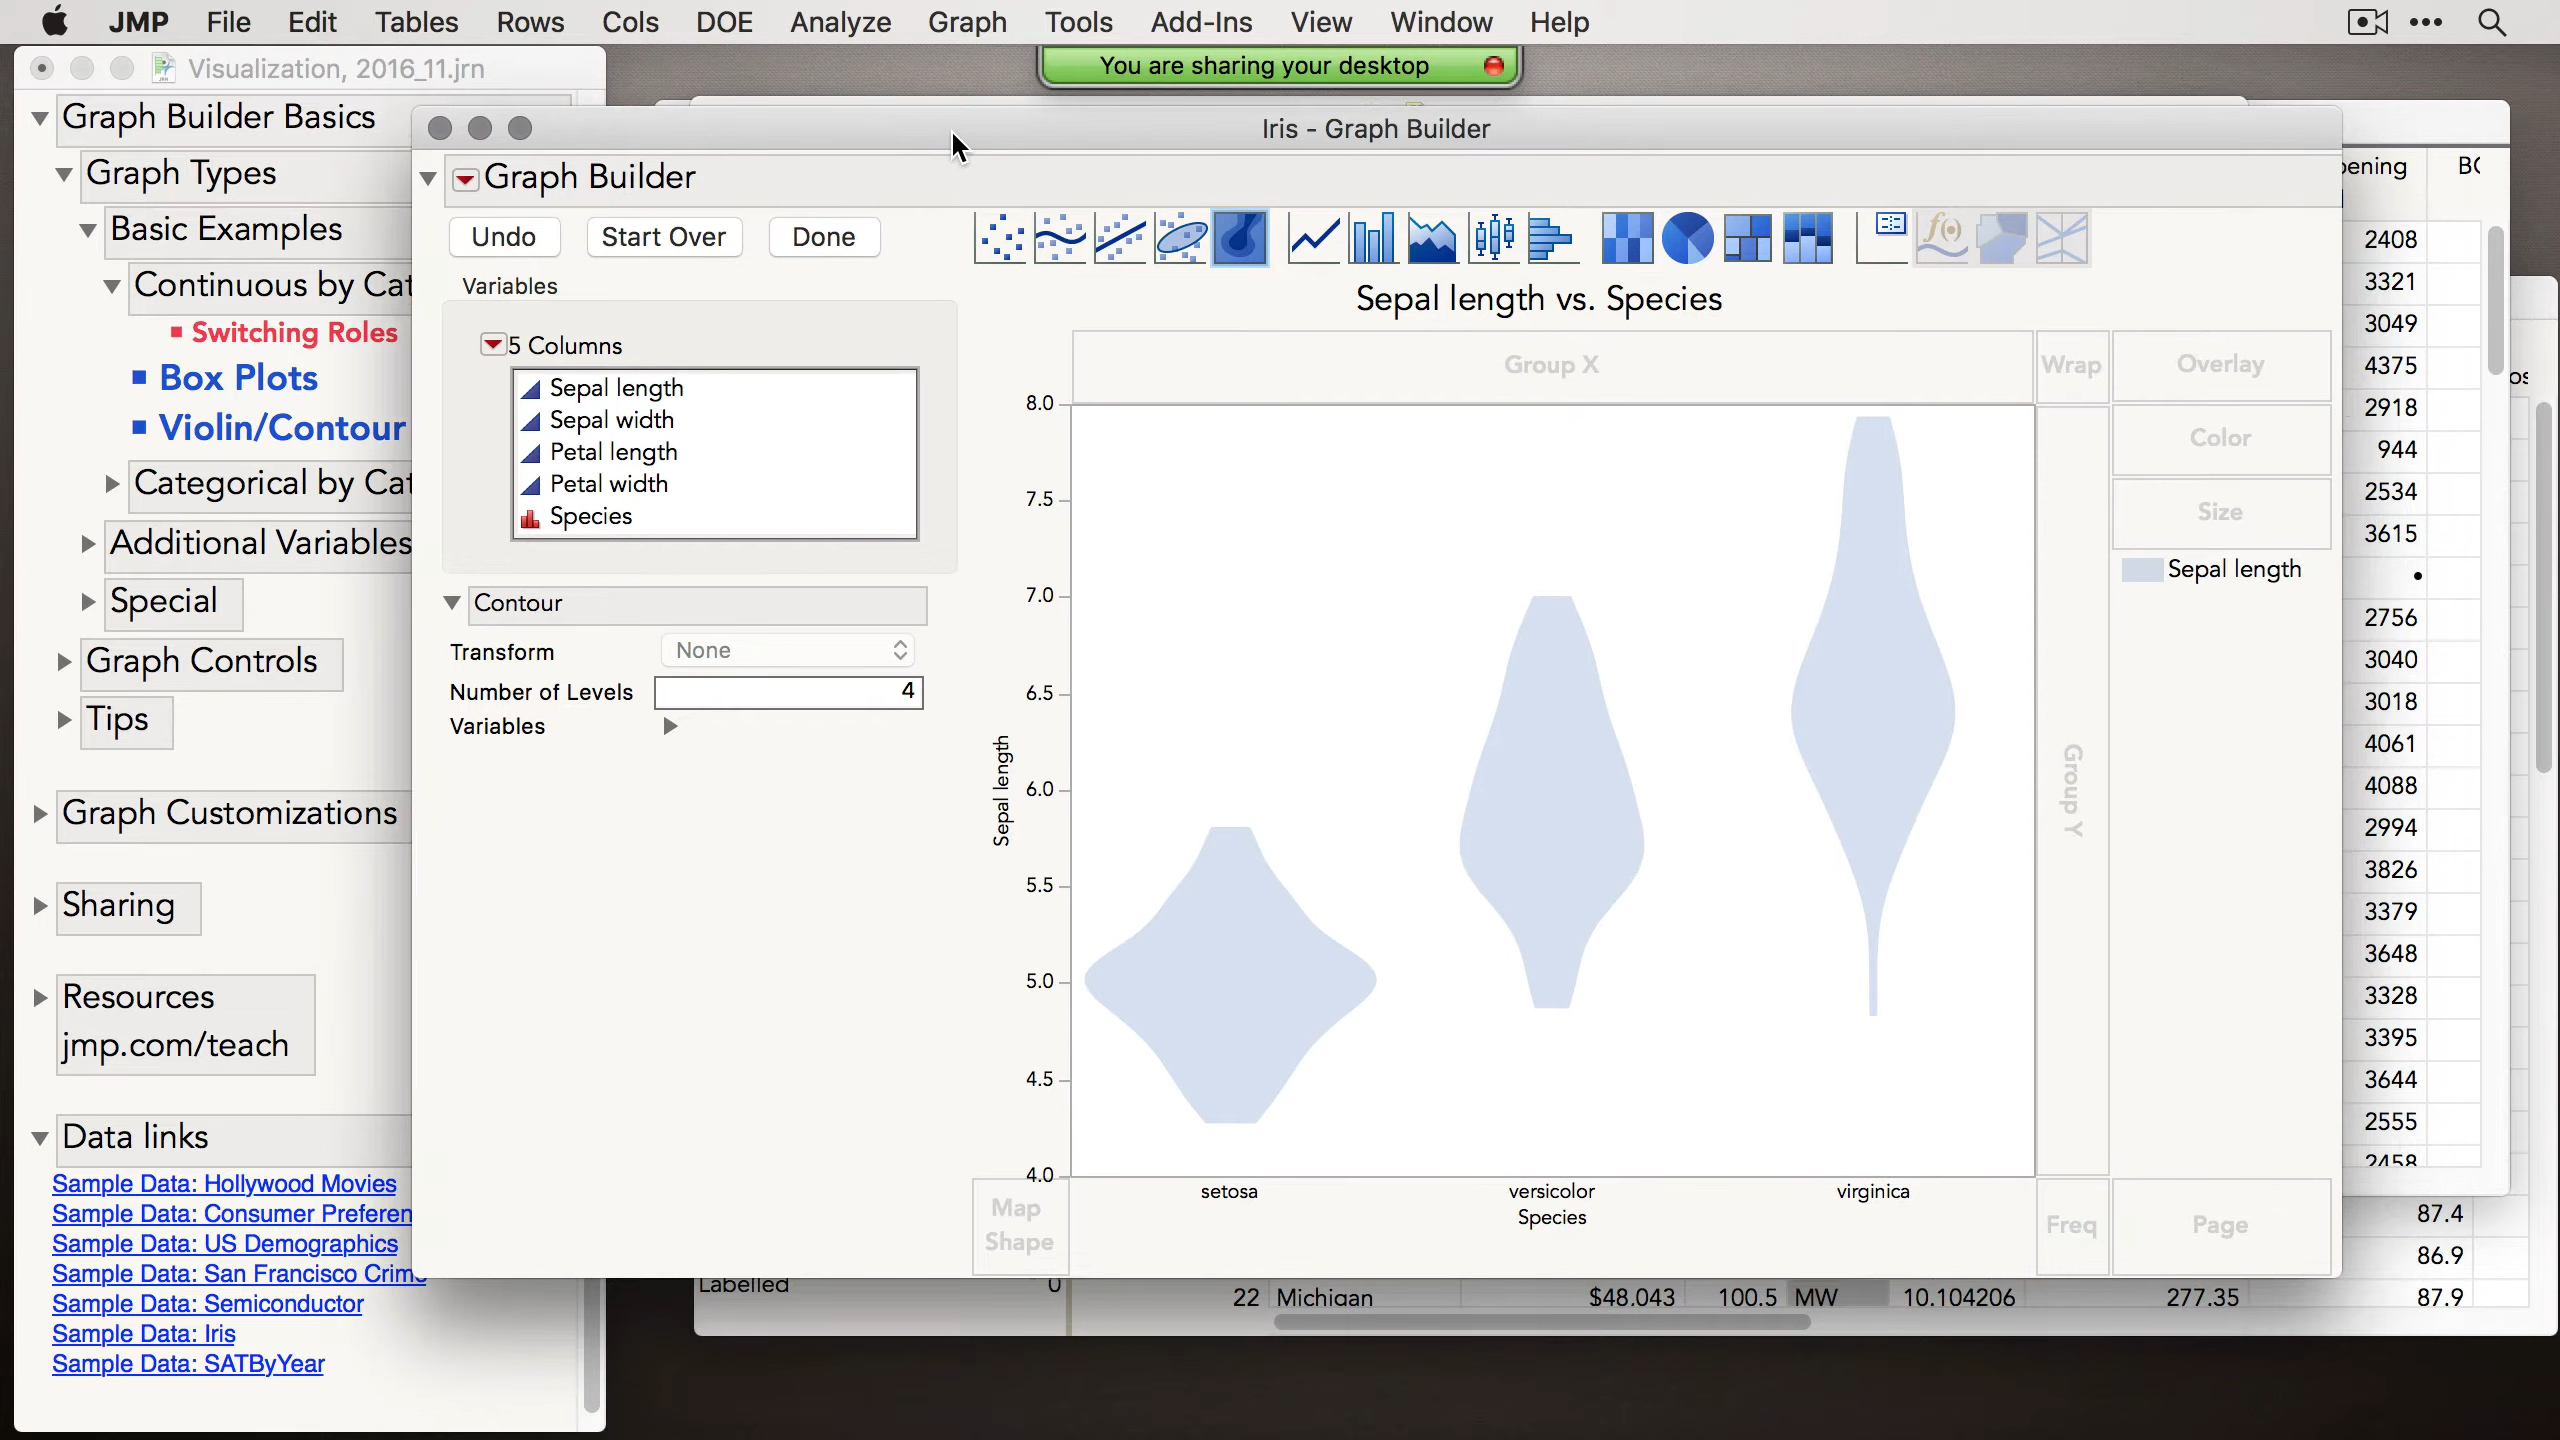 JMP File Edit Tables Rows Cols DOE Analyze Graph Tools Add-Ins View Window Help
You are sharing your desktop
Visualization, 2016_11.jrn
Graph Builder Basics
Graph Types
Basic Examples
Continuous by Cat
Switching Roles
Box Plots
Violin/Contour
Categorical by Cat
Additional Variables
Special
Graph Controls
Tips
Graph Customizations
Sharing
Resources
jmp.com/teach
Data links
Sample Data: Hollywood Movies
Sample Data: Consumer Preferen
Sample Data: US Demographics
Sample Data: San Francisco Crime
Sample Data: Semiconductor
Sample Data: Iris
Sample Data: SATByYear
Iris - Graph Builder
Graph Builder
Undo Start Over Done
Variables
5 Columns
Sepal length
Sepal width
Petal length
Petal width
Species
Contour
Transform None
Number of Levels 4
Variables
Sepal length vs. Species
Group X
Wrap
Overlay
Color
Size
Sepal length
Group Y
8.0
7.5
7.0
6.5
6.0
5.5
5.0
4.5
4.0
Sepal length
setosa versicolor virginica
Species
Map
Shape
Freq
Page
pening
2408
3321
3049
4375
2918
944
2534
3615
•
2756
3040
3018
4061
4088
2994
3826
3379
3648
3328
3395
3644
2555
2458
87.4
86.9
Labelled 0
22 Michigan $48,043 100.5 MW 10.104206 277.35 87.9